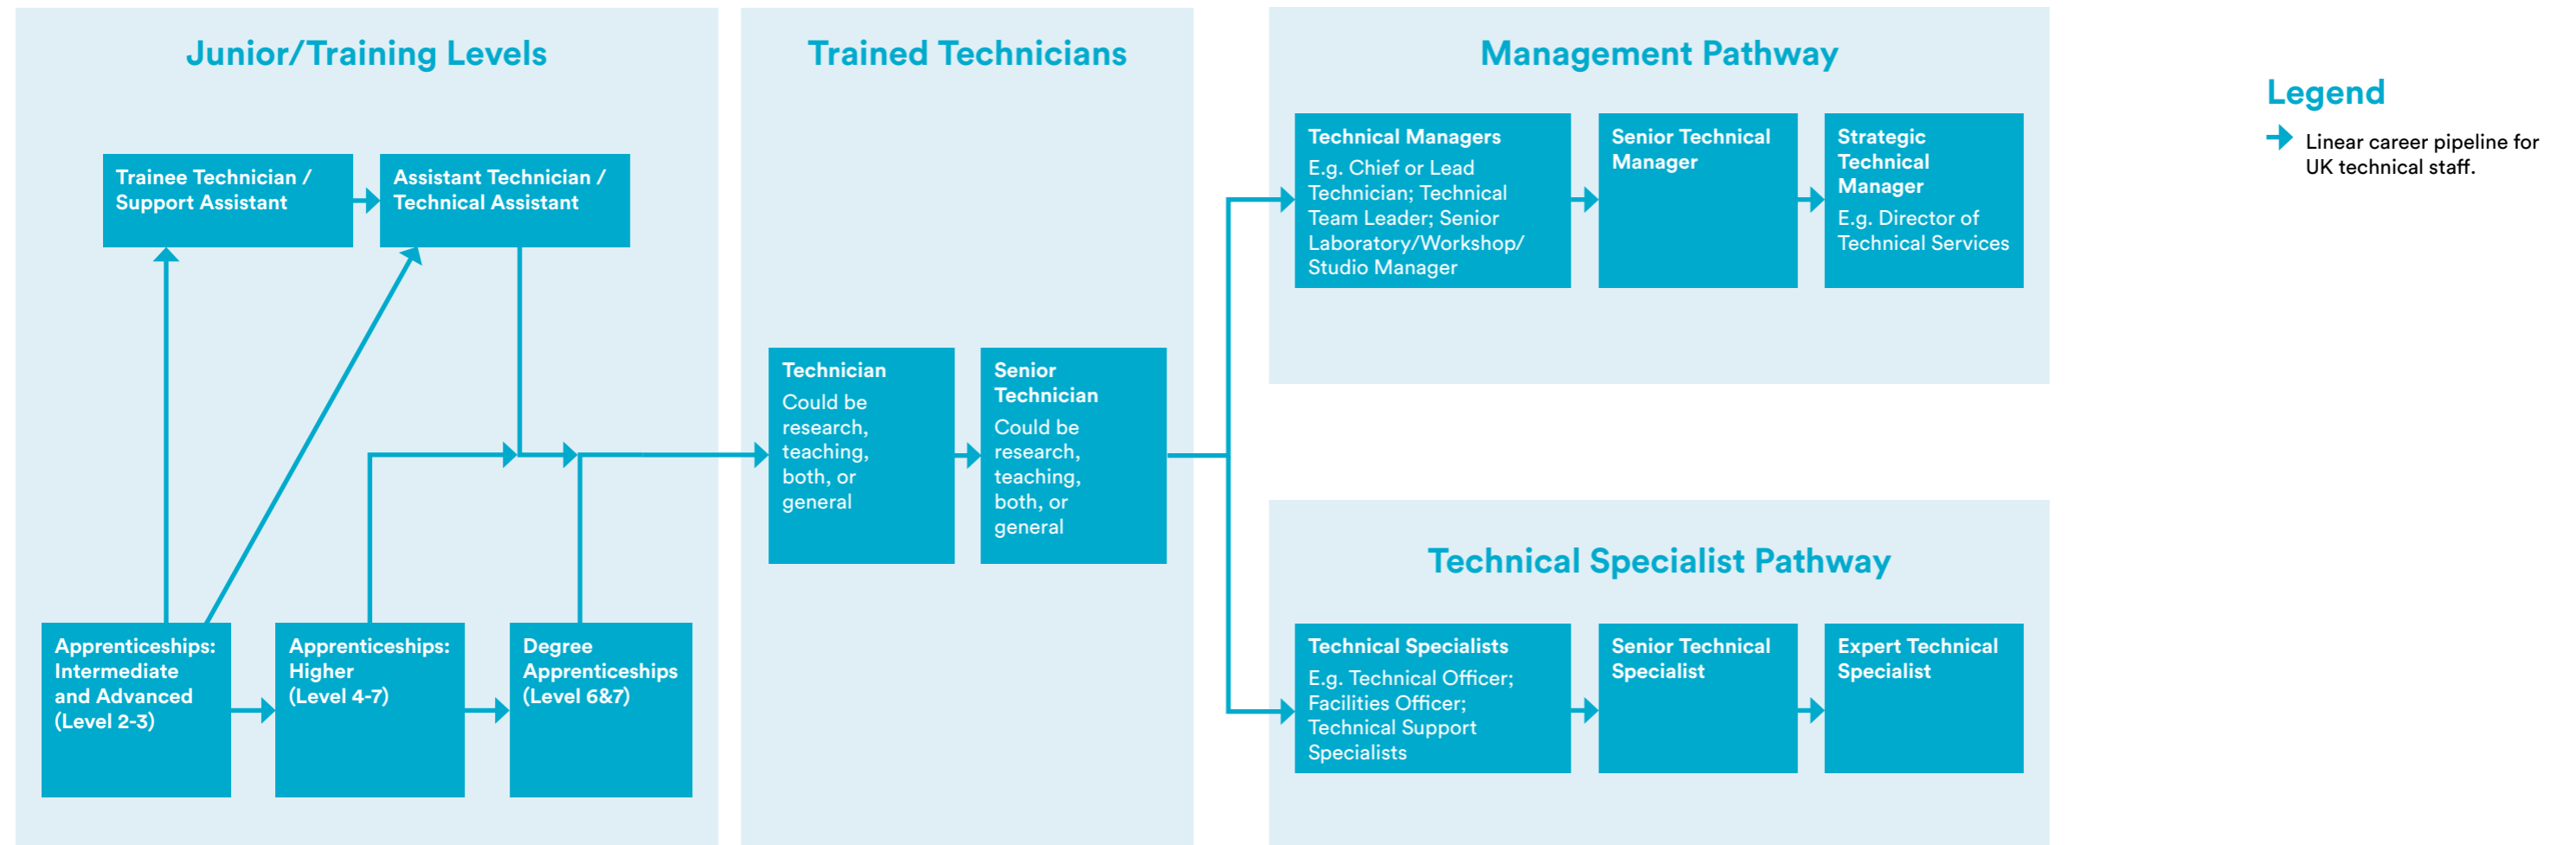 Junior/Training Levels
Trainee Technician /
Support Assistant
Assistant Technician /
Technical Assistant
Apprenticeships:
Intermediate
and Advanced
(Level 2-3)
Apprenticeships:
Higher
(Level 4-7)
Degree
Apprenticeships
(Level 6&7)
Trained Technicians
Technician
Could be
research,
teaching,
both, or
general
Senior
Technician
Could be
research,
teaching,
both, or
general
Management Pathway
Technical Managers
E.g. Chief or Lead
Technician; Technical
Team Leader; Senior
Laboratory/Workshop/
Studio Manager
Senior Technical
Manager
Strategic
Technical
Manager
E.g. Director of
Technical Services
Technical Specialist Pathway
Technical Specialists
E.g. Technical Officer;
Facilities Officer;
Technical Support
Specialists
Senior Technical
Specialist
Expert Technical
Specialist
Legend
Linear career pipeline for
UK technical staff.